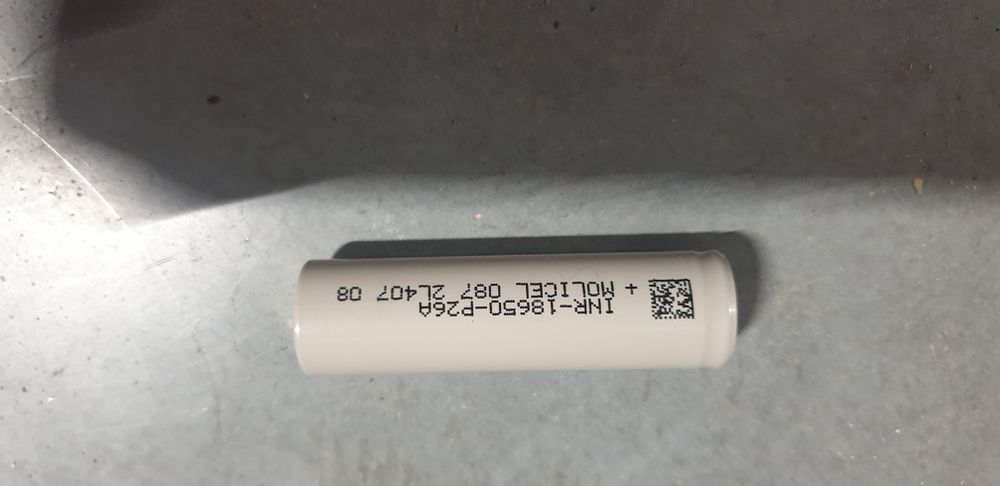 INR-18650-P26A
+ MOLICEL 087 2L407 08